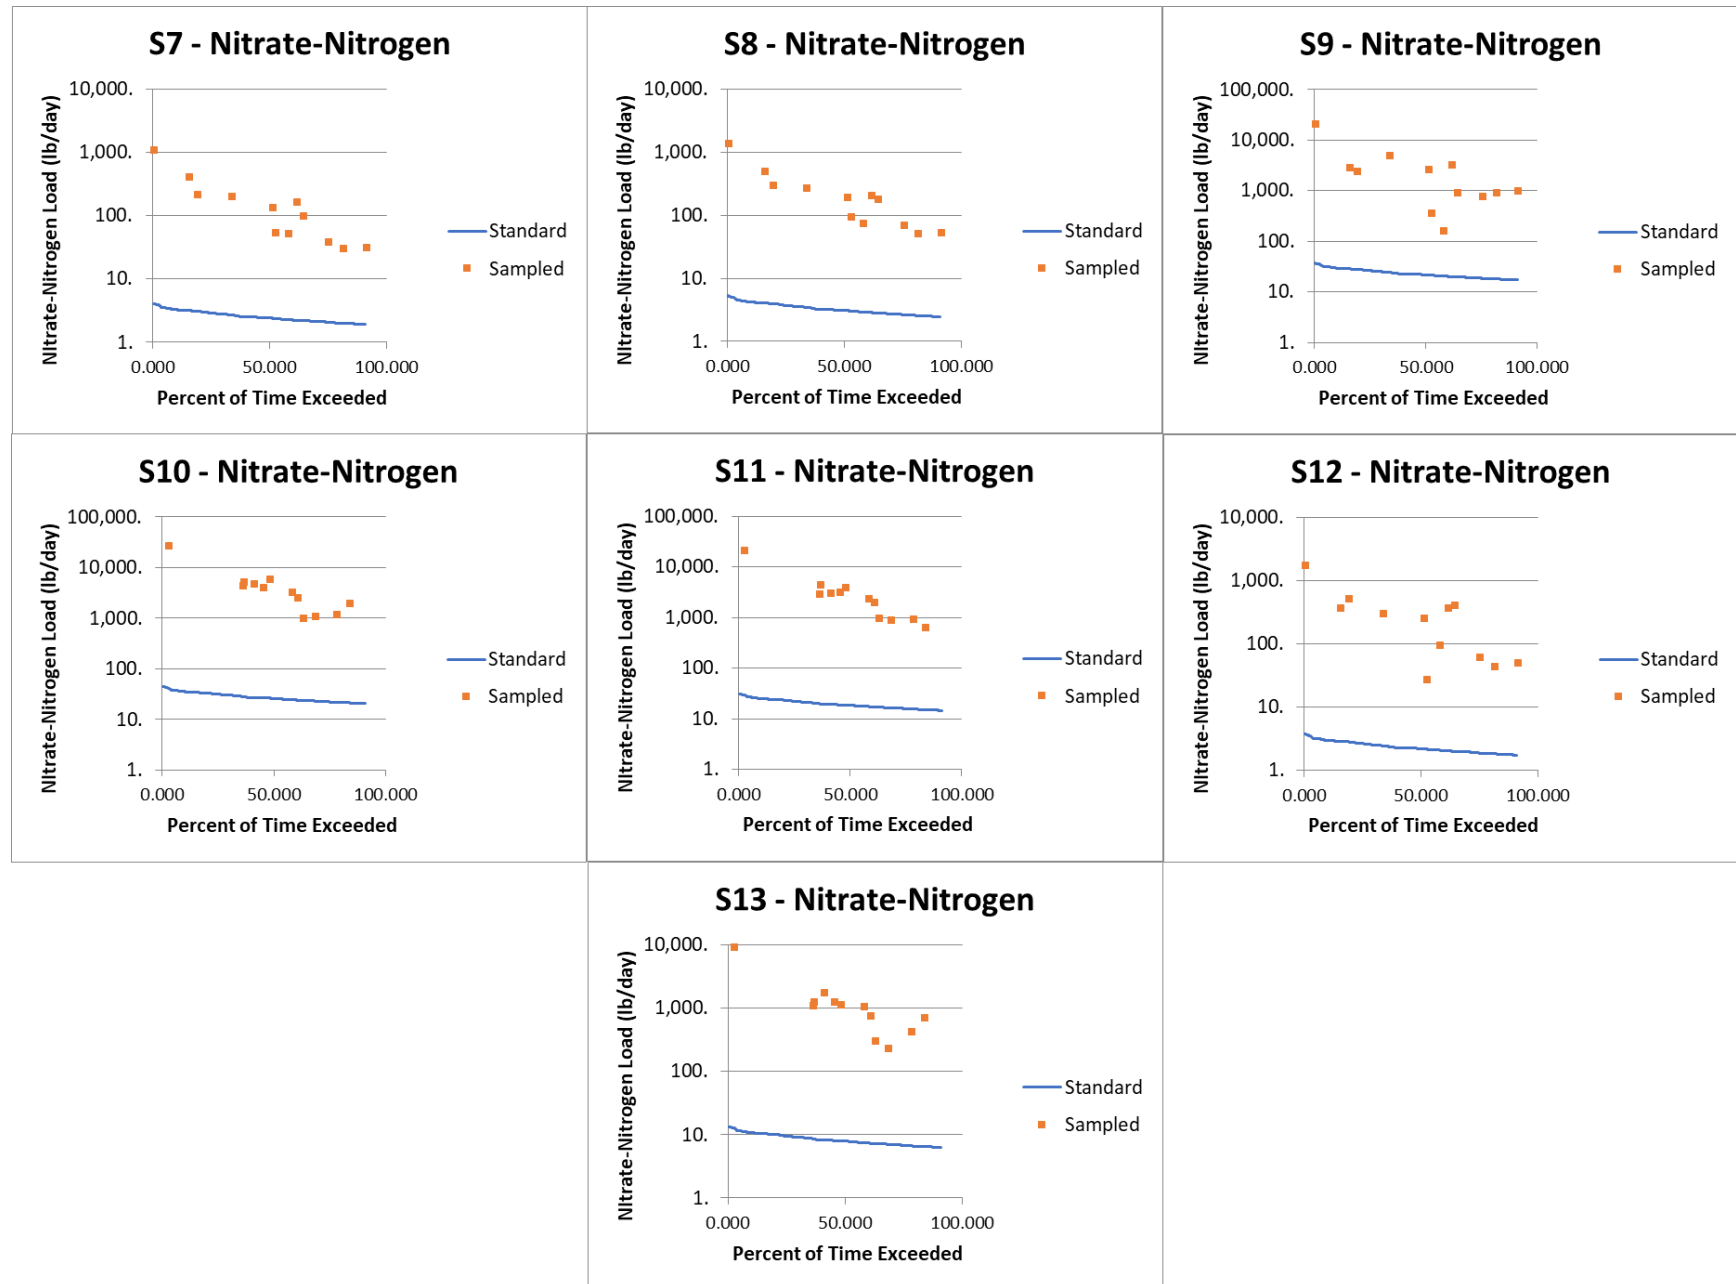 S7 - Nitrate-Nitrogen
NItrate-Nitrogen Load (lb/day)
10,000.
1,000.
100.
10.
1.
0.000 50.000 100.000
Percent of Time Exceeded
Standard
Sampled
S8 - Nitrate-Nitrogen
NItrate-Nitrogen Load (lb/day)
10,000.
1,000.
100.
10.
1.
0.000 50.000 100.000
Percent of Time Exceeded
Standard
Sampled
S9 - Nitrate-Nitrogen
NItrate-Nitrogen Load (lb/day)
100,000.
10,000.
1,000.
100.
10.
1.
0.000 50.000 100.000
Percent of Time Exceeded
Standard
Sampled
S10 - Nitrate-Nitrogen
NItrate-Nitrogen Load (lb/day)
100,000.
10,000.
1,000.
100.
10.
1.
0.000 50.000 100.000
Percent of Time Exceeded
Standard
Sampled
S11 - Nitrate-Nitrogen
NItrate-Nitrogen Load (lb/day)
100,000.
10,000.
1,000.
100.
10.
1.
0.000 50.000 100.000
Percent of Time Exceeded
Standard
Sampled
S12 - Nitrate-Nitrogen
NItrate-Nitrogen Load (lb/day)
10,000.
1,000.
100.
10.
1.
0.000 50.000 100.000
Percent of Time Exceeded
Standard
Sampled
S13 - Nitrate-Nitrogen
NItrate-Nitrogen Load (lb/day)
10,000.
1,000.
100.
10.
1.
0.000 50.000 100.000
Percent of Time Exceeded
Standard
Sampled